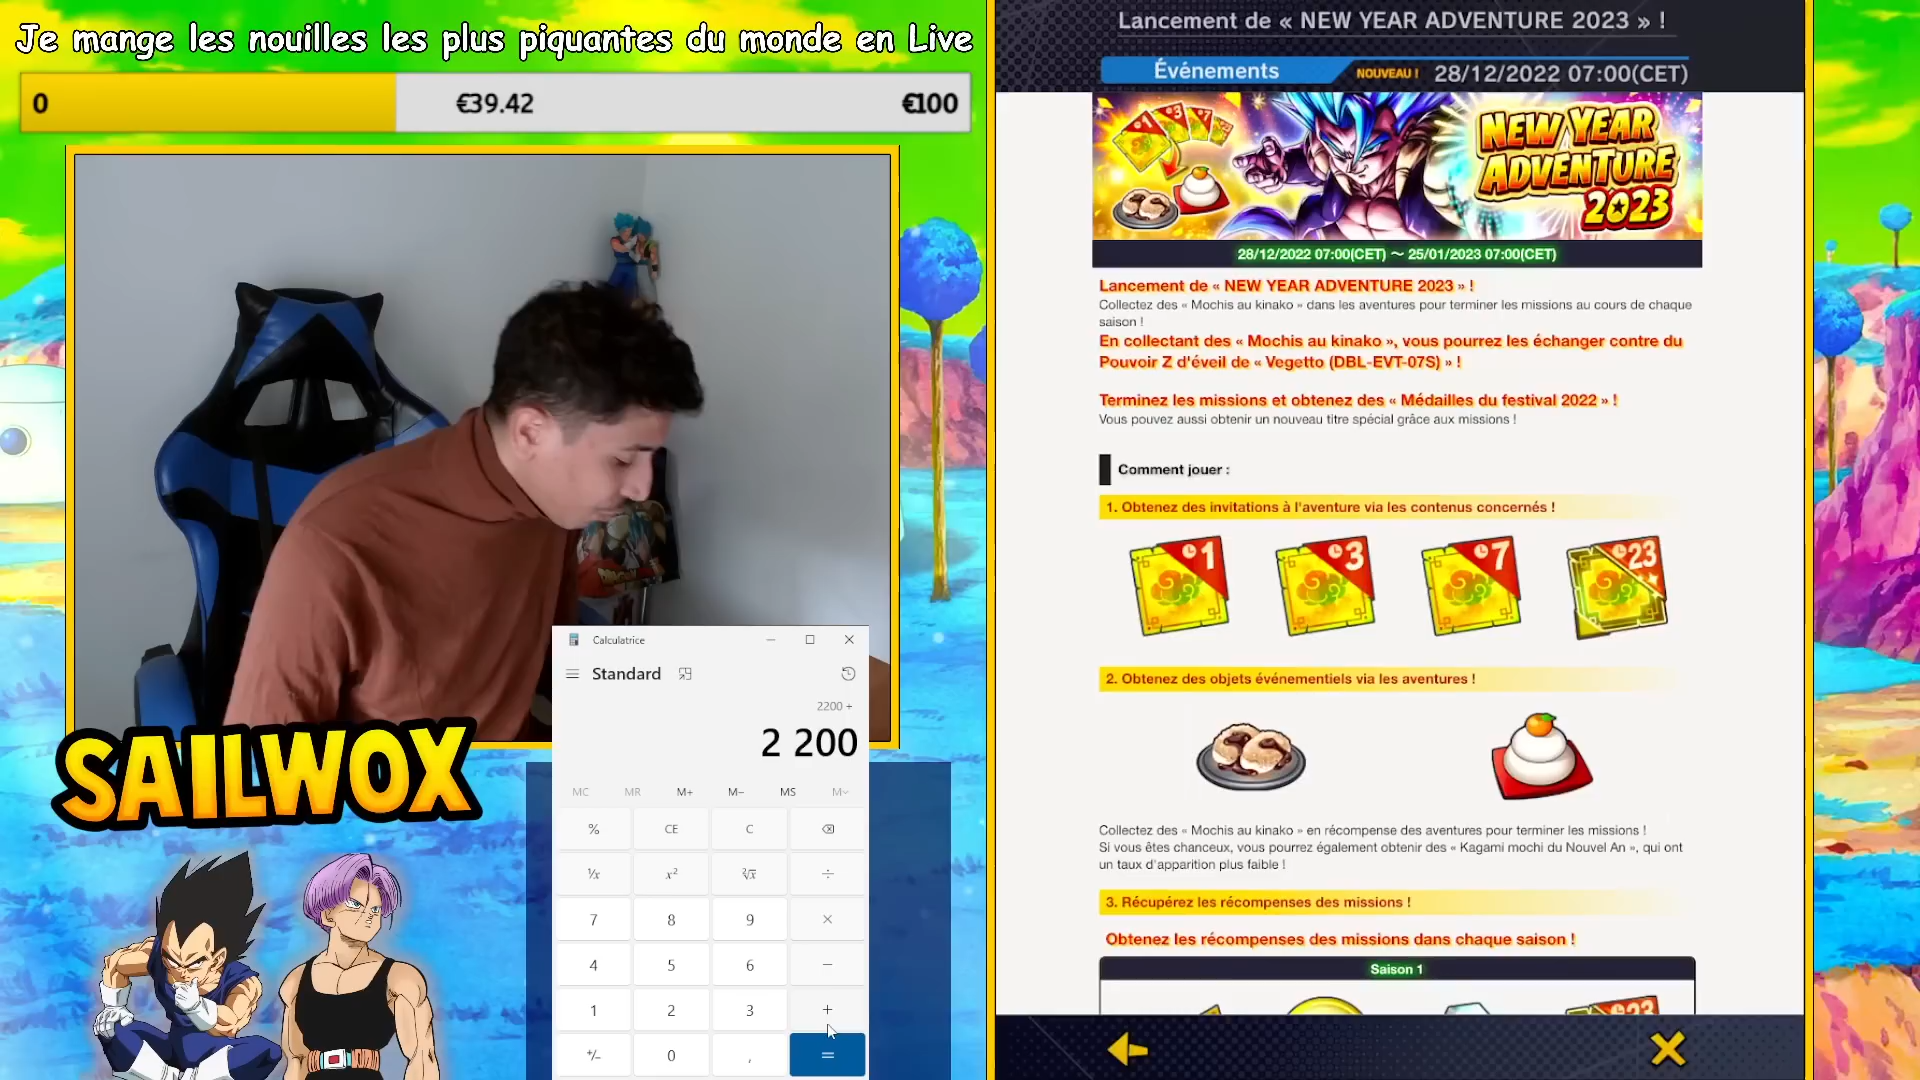 Je mange les nouilles les plus piquantes du monde en Live
0 €39.42 €100
SAILWOX
Calculatrice
Standard
2200 +
2 200
MC MR M+ M− MS M
% CE C
¹/x x² ²√x ÷
7 8 9 ×
4 5 6 −
1 2 3 +
+/− 0 , =
Lancement de « NEW YEAR ADVENTURE 2023 » !
Événements NOUVEAU ! 28/12/2022 07:00(CET)
1 3 7 23
NEW YEAR
ADVENTURE
2023
28/12/2022 07:00(CET) ～ 25/01/2023 07:00(CET)
Lancement de « NEW YEAR ADVENTURE 2023 » !
Collectez des « Mochis au kinako » dans les aventures pour terminer les missions au cours de chaque
saison !
En collectant des « Mochis au kinako », vous pourrez les échanger contre du
Pouvoir Z d'éveil de « Vegetto (DBL-EVT-07S) » !
Terminez les missions et obtenez des « Médailles du festival 2022 » !
Vous pouvez aussi obtenir un nouveau titre spécial grâce aux missions !
Comment jouer :
1. Obtenez des invitations à l'aventure via les contenus concernés !
1 3 7 23
2. Obtenez des objets événementiels via les aventures !
Collectez des « Mochis au kinako » en récompense des aventures pour terminer les missions !
Si vous êtes chanceux, vous pourrez également obtenir des « Kagami mochi du Nouvel An », qui ont
un taux d'apparition plus faible !
3. Récupérez les récompenses des missions !
Obtenez les récompenses des missions dans chaque saison !
Saison 1
23